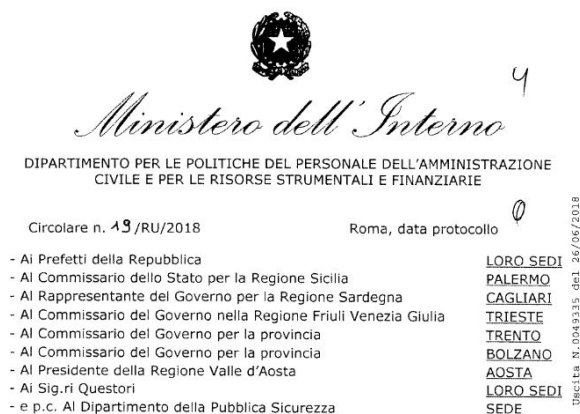 4
Ministero dell'Interno
DIPARTIMENTO PER LE POLITICHE DEL PERSONALE DELL'AMMINISTRAZIONE
CIVILE E PER LE RISORSE STRUMENTALI E FINANZIARIE
Circolare n. 19/RU/2018 Roma, data protocollo
- Ai Prefetti della Repubblica LORO SEDI
- Al Commissario dello Stato per la Regione Sicilia PALERMO
- Al Rappresentante del Governo per la Regione Sardegna CAGLIARI
- Al Commissario del Governo nella Regione Friuli Venezia Giulia TRIESTE
- Al Commissario del Governo per la provincia TRENTO
- Al Commissario del Governo per la provincia BOLZANO
- Al Presidente della Regione Valle d'Aosta AOSTA
- Ai Sig.ri Questori LORO SEDI
- e p.c. Al Dipartimento della Pubblica Sicurezza SEDE
Uscita N.0049335 del 26/06/2018